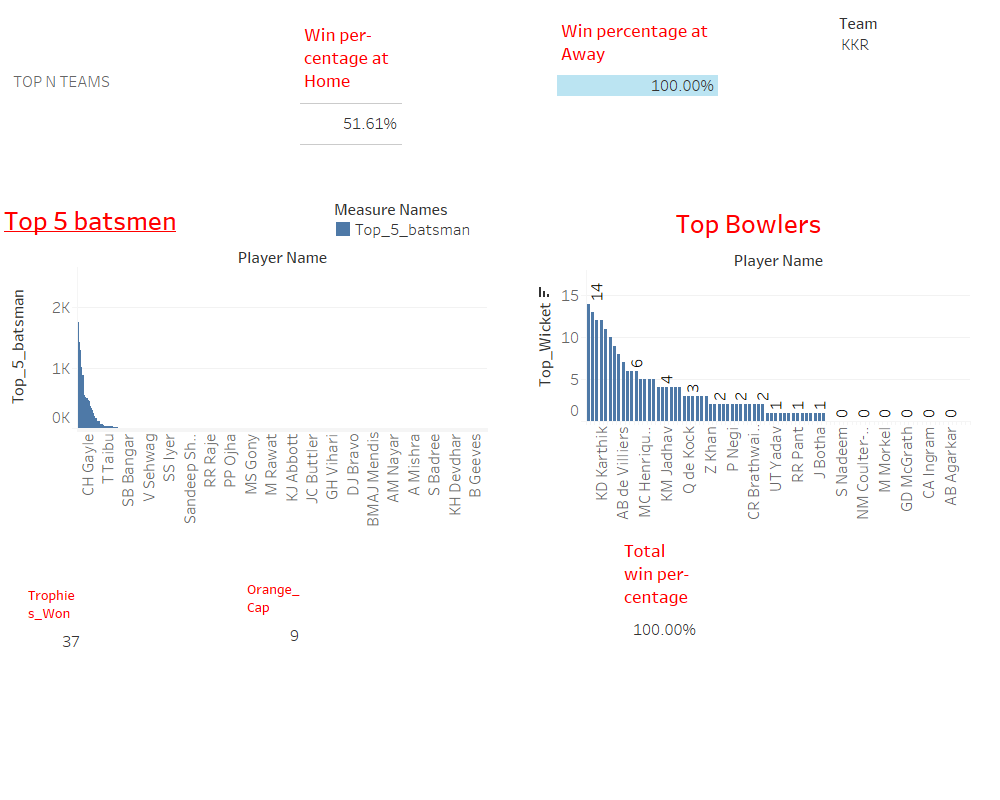 Win per-
centage at
Home
Win percentage at
Away
Team
KKR
TOP N TEAMS
51.61%
100.00%
Top 5 batsmen
Measure Names
Top_5_batsman
Top Bowlers
Player Name
Top_5_batsman
2K
1K
0K
CH Gayle
T Taibu
SB Bangar
V Sehwag
SS Iyer
Sandeep Sh..
RR Raje
PP Ojha
MS Gony
M Rawat
KJ Abbott
JC Buttler
GH Vihari
DJ Bravo
BMAJ Mendis
AM Nayar
A Mishra
S Badree
KH Devdhar
B Geeves
Player Name
Top_Wicket
15
10
5
0
14
6
4
3
2
2
2
1
1
1
0
0
0
0
0
0
KD Karthik
AB de Villiers
MC Henriqu..
KM Jadhav
Q de Kock
Z Khan
P Negi
CR Brathwai..
UT Yadav
RR Pant
J Botha
S Nadeem
NM Coulter-..
M Morkel
GD McGrath
CA Ingram
AB Agarkar
Trophie
s_Won
37
Orange_
Cap
9
Total
win per-
centage
100.00%